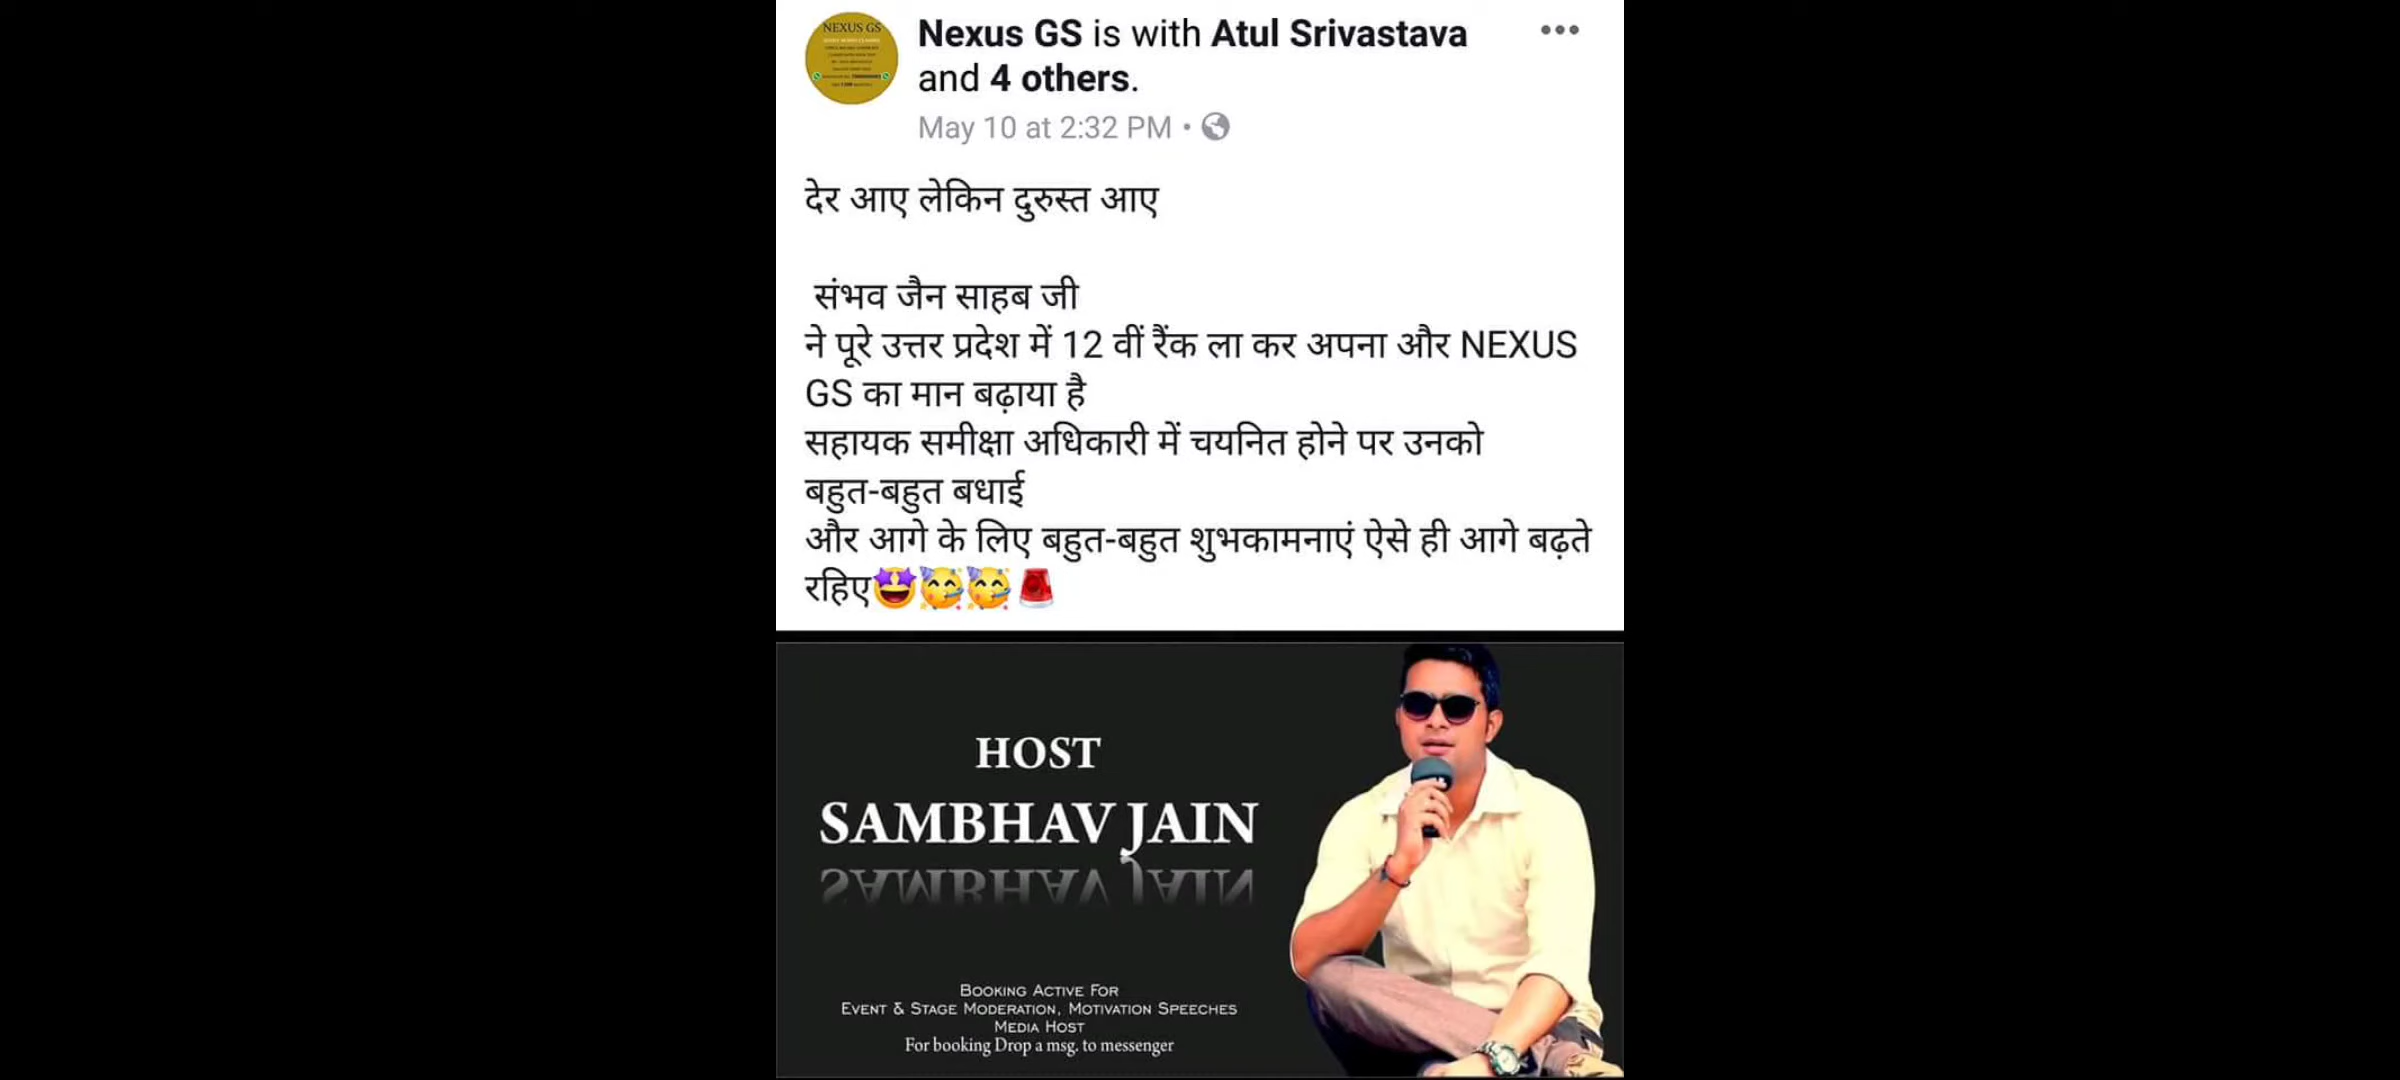 NEXUS GS
Nexus GS is with Atul Srivastava
and 4 others.
May 10 at 2:32 PM •
देर आए लेकिन दुरुस्त आए
संभव जैन साहब जी
ने पूरे उत्तर प्रदेश में 12 वीं रैंक ला कर अपना और NEXUS
GS का मान बढ़ाया है
सहायक समीक्षा अधिकारी में चयनित होने पर उनको
बहुत-बहुत बधाई
और आगे के लिए बहुत-बहुत शुभकामनाएं ऐसे ही आगे बढ़ते
रहिए🤩🥳🥳🚨
HOST
SAMBHAV JAIN
BOOKING ACTIVE FOR
EVENT & STAGE MODERATION, MOTIVATION SPEECHES
MEDIA HOST
For booking Drop a msg. to messenger